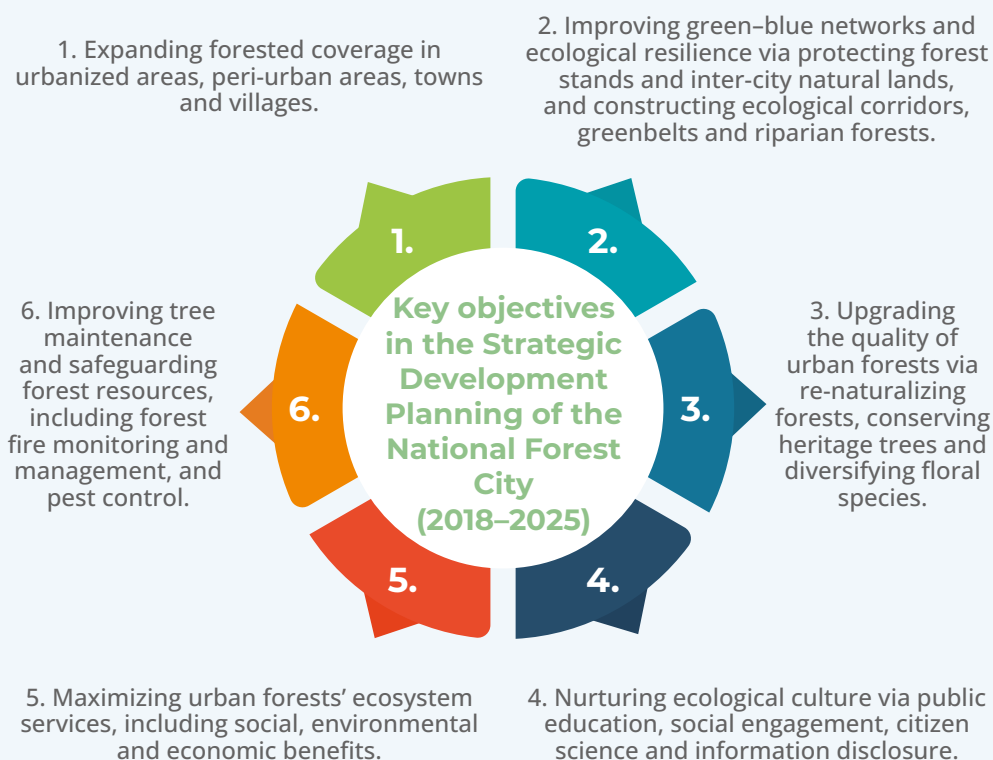 1. Expanding forested coverage in
urbanized areas, peri-urban areas, towns
and villages.
2. Improving green–blue networks and
ecological resilience via protecting forest
stands and inter-city natural lands,
and constructing ecological corridors,
greenbelts and riparian forests.
1.
2.
Key objectives
in the Strategic
Development
Planning of the
National Forest
City
(2018–2025)
6. Improving tree
maintenance
and safeguarding
forest resources,
including forest
fire monitoring and
management, and
pest control.
6.
3.
3. Upgrading
the quality of
urban forests via
re-naturalizing
forests, conserving
heritage trees and
diversifying floral
species.
5.
4.
5. Maximizing urban forests’ ecosystem
services, including social, environmental
and economic benefits.
4. Nurturing ecological culture via public
education, social engagement, citizen
science and information disclosure.